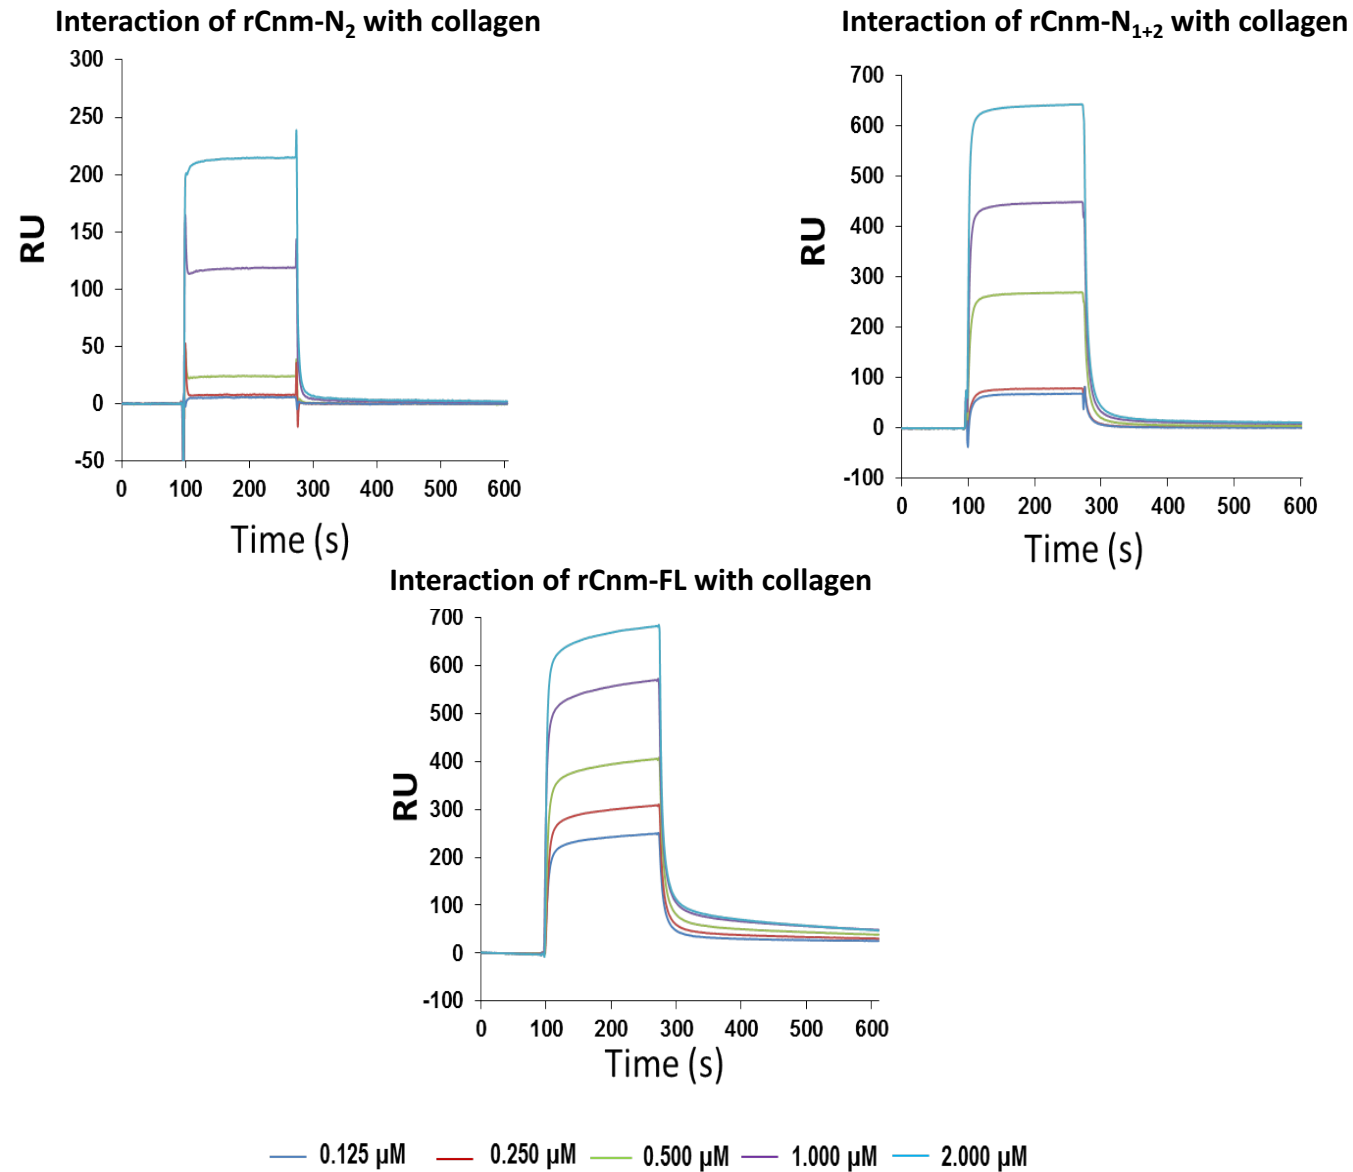 Interaction of rCnm-N2 with collagen
300
250
200
150
100
50
0
-50
RU
0 100 200 300 400 500 600
Time (s)
Interaction of rCnm-N1+2 with collagen
700
600
500
400
300
200
100
0
-100
RU
0 100 200 300 400 500 600
Time (s)
Interaction of rCnm-FL with collagen
700
600
500
400
300
200
100
0
-100
RU
0 100 200 300 400 500 600
Time (s)
0.125 µM 0.250 µM 0.500 µM 1.000 µM 2.000 µM